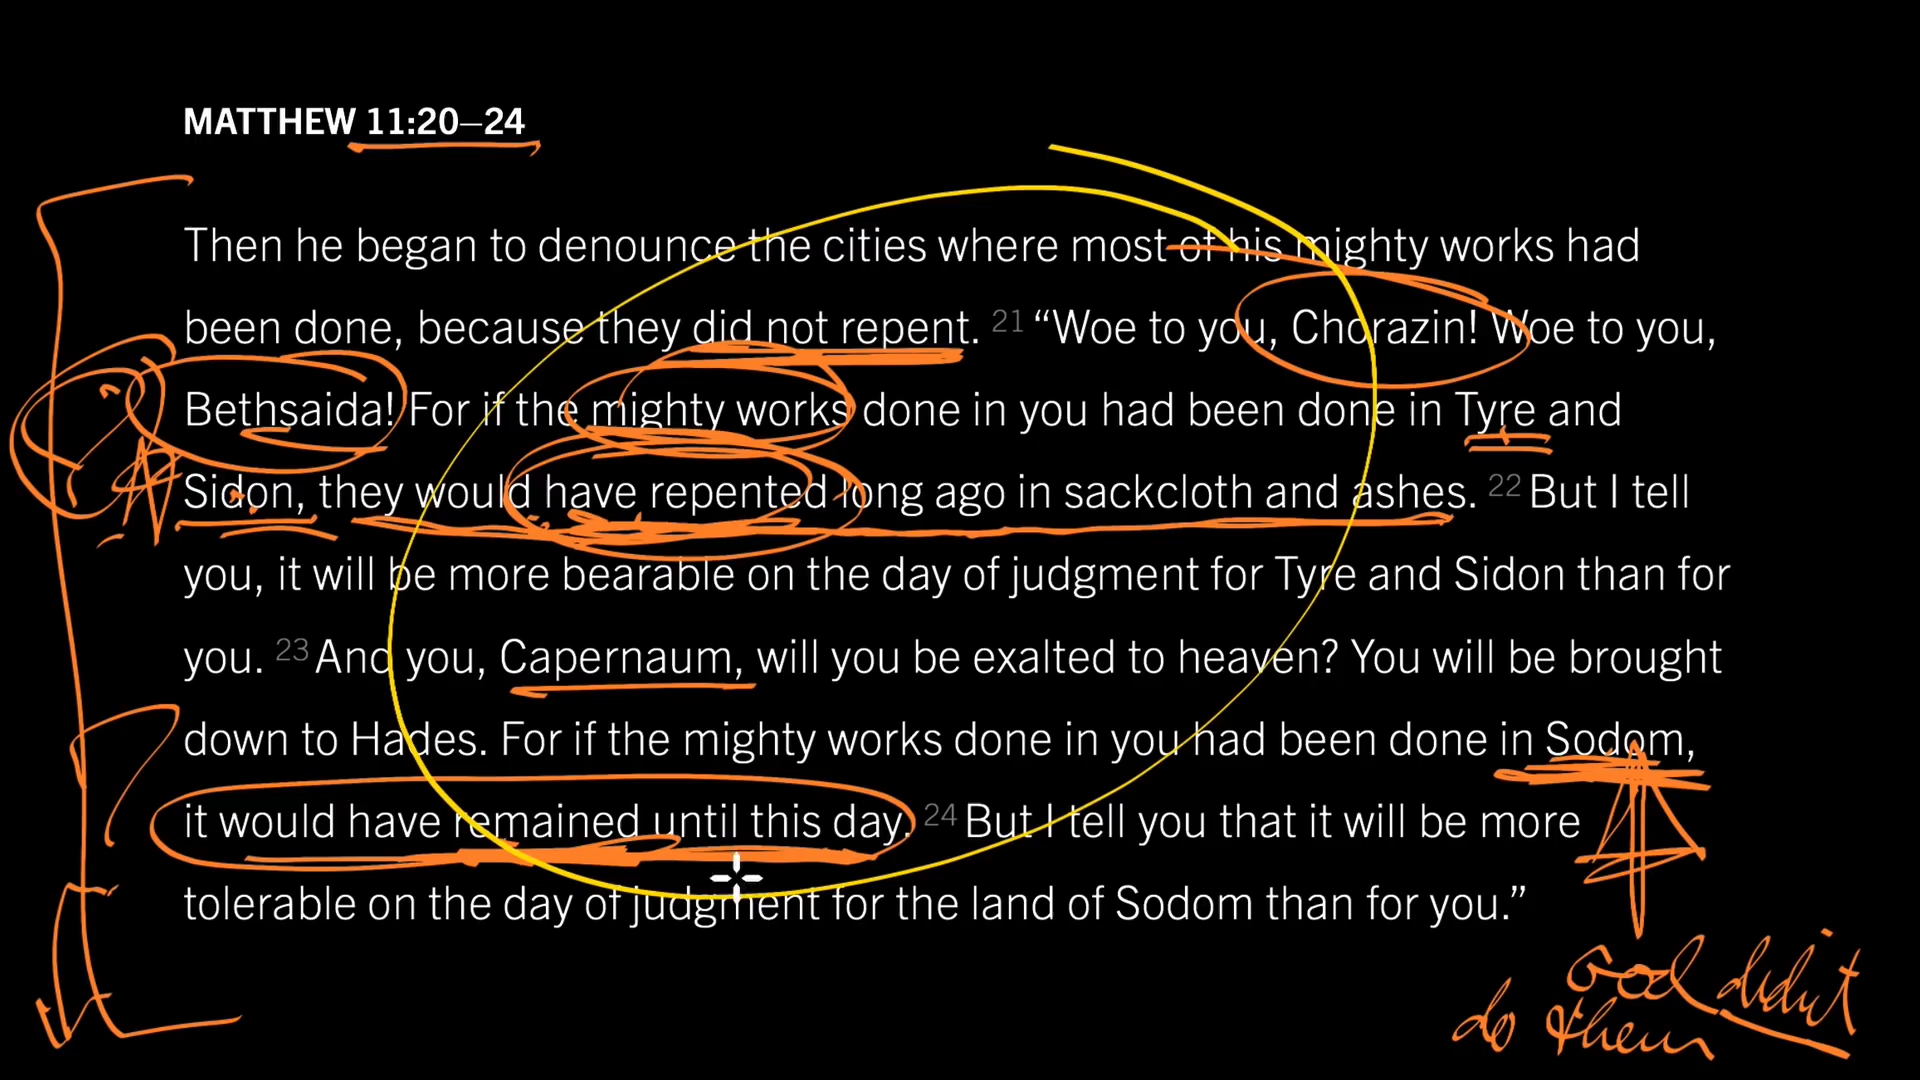 MATTHEW 11:20–24
Then he began to denounce the cities where most of his mighty works had
been done, because they did not repent. 21 “Woe to you, Chorazin! Woe to you,
Bethsaida! For if the mighty works done in you had been done in Tyre and
Sidon, they would have repented long ago in sackcloth and ashes. 22 But I tell
you, it will be more bearable on the day of judgment for Tyre and Sidon than for
you. 23 And you, Capernaum, will you be exalted to heaven? You will be brought
down to Hades. For if the mighty works done in you had been done in Sodom,
it would have remained until this day. 24 But I tell you that it will be more
tolerable on the day of judgment for the land of Sodom than for you.”
God didn't
do them